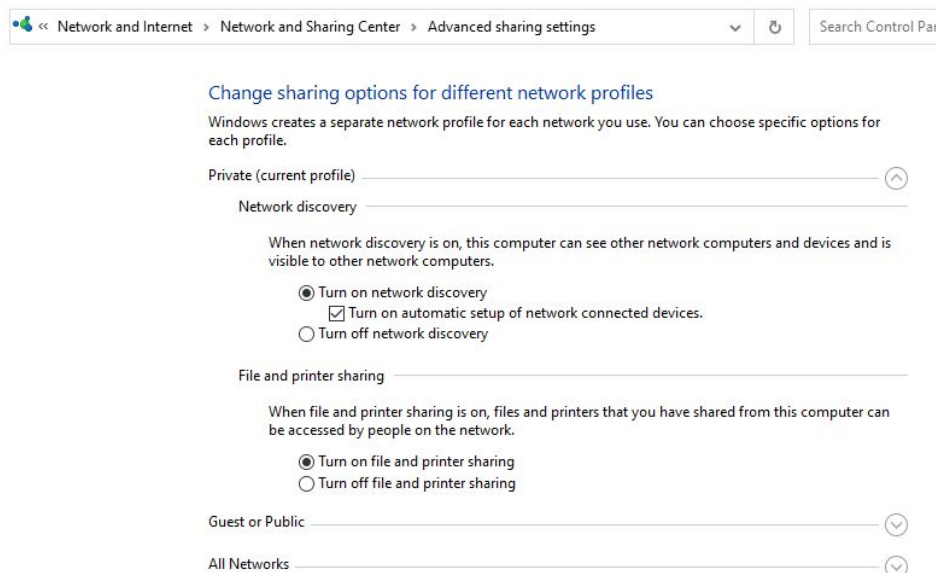 « Network and Internet > Network and Sharing Center > Advanced sharing settings
Search Control Par
Change sharing options for different network profiles
Windows creates a separate network profile for each network you use. You can choose specific options for
each profile.
Private (current profile)
Network discovery
When network discovery is on, this computer can see other network computers and devices and is
visible to other network computers.
Turn on network discovery
Turn on automatic setup of network connected devices.
Turn off network discovery
File and printer sharing
When file and printer sharing is on, files and printers that you have shared from this computer can
be accessed by people on the network.
Turn on file and printer sharing
Turn off file and printer sharing
Guest or Public
All Networks